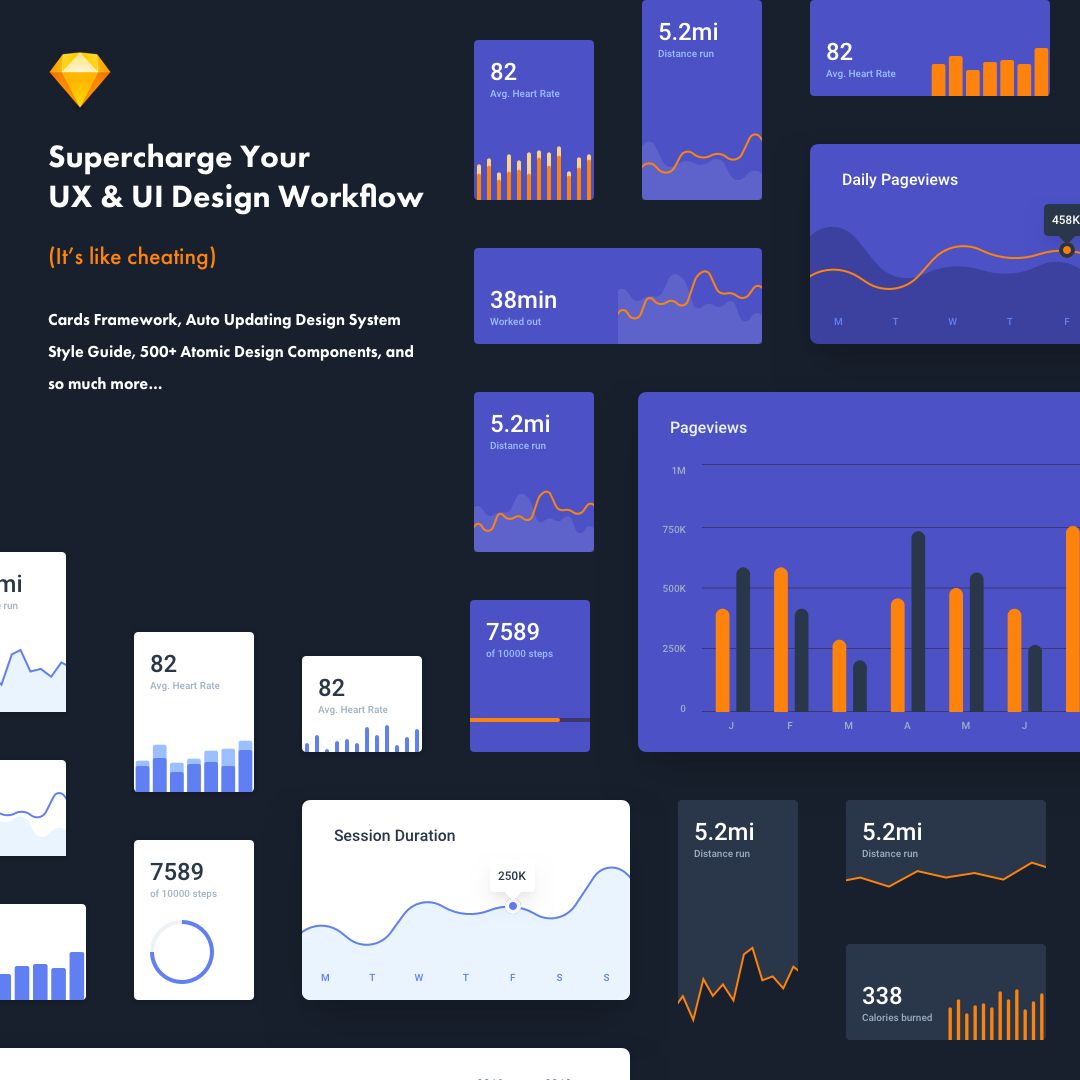 Supercharge Your
UX & UI Design Workflow
(It's like cheating)
Cards Framework, Auto Updating Design System
Style Guide, 500+ Atomic Design Components, and
so much more...
82
Avg. Heart Rate
5.2mi
Distance run
82
Avg. Heart Rate
Daily Pageviews
458K
M T W T F
38min
Worked out
5.2mi
Distance run
Pageviews
1M
750K
500K
250K
0
J F M A M J
7589
of 10000 steps
mi
run
82
Avg. Heart Rate
82
Avg. Heart Rate
7589
of 10000 steps
Session Duration
250K
M T W T F S S
5.2mi
Distance run
5.2mi
Distance run
338
Calories burned